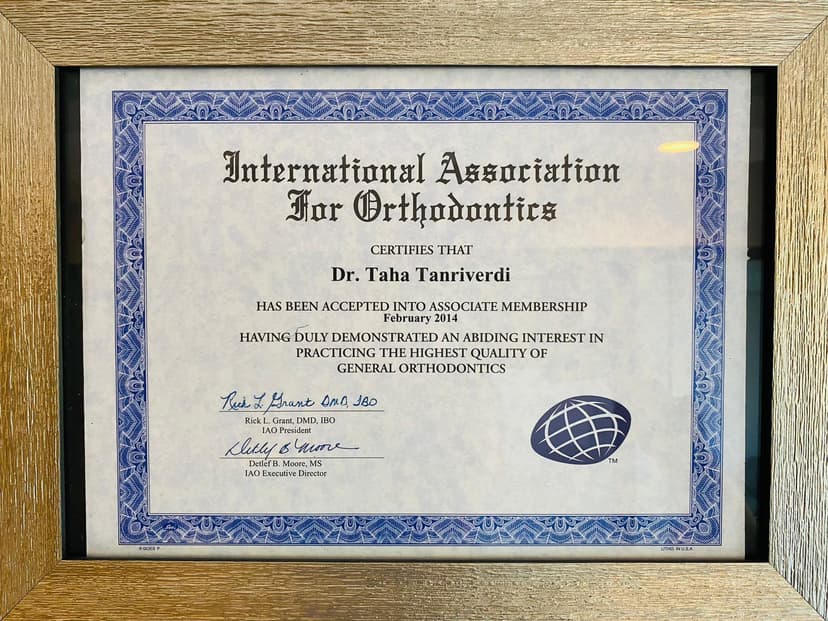 International Association
For Orthodontics
CERTIFIES THAT
Dr. Taha Tanriverdi
HAS BEEN ACCEPTED INTO ASSOCIATE MEMBERSHIP
February 2014
HAVING DULY DEMONSTRATED AN ABIDING INTEREST IN
PRACTICING THE HIGHEST QUALITY OF
GENERAL ORTHODONTICS
Rick L. Grant DMD, IBO
Rick L. Grant, DMD, IBO
IAO President
Detlef B. Moore
Detlef B. Moore, MS
IAO Executive Director
TM
LITHO. IN U.S.A.